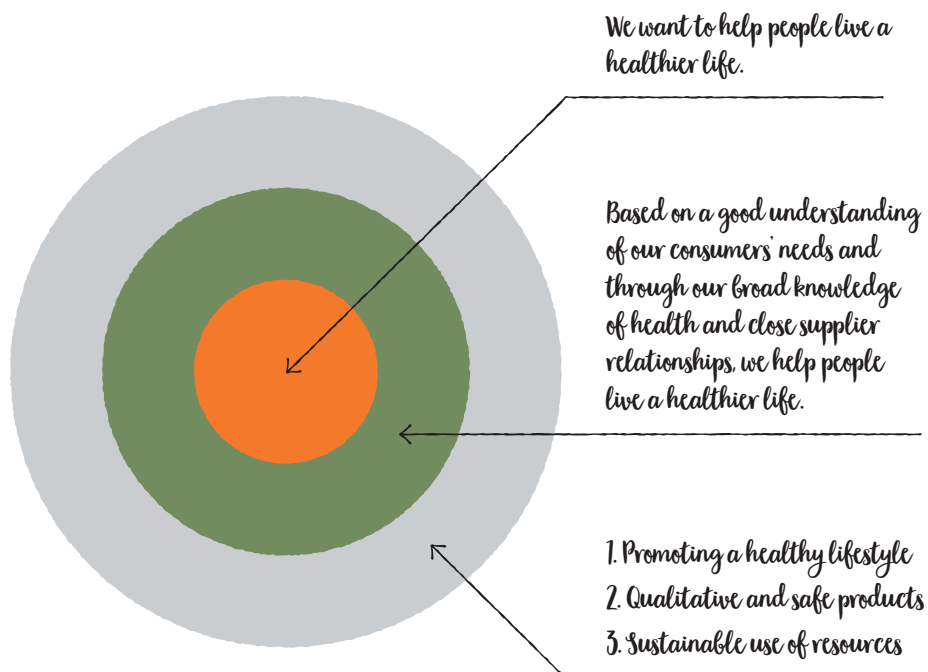 We want to help people live a
healthier life.
Based on a good understanding
of our consumers' needs and
through our broad knowledge
of health and close supplier
relationships, we help people
live a healthier life.
1. Promoting a healthy lifestyle
2. Qualitative and safe products
3. Sustainable use of resources